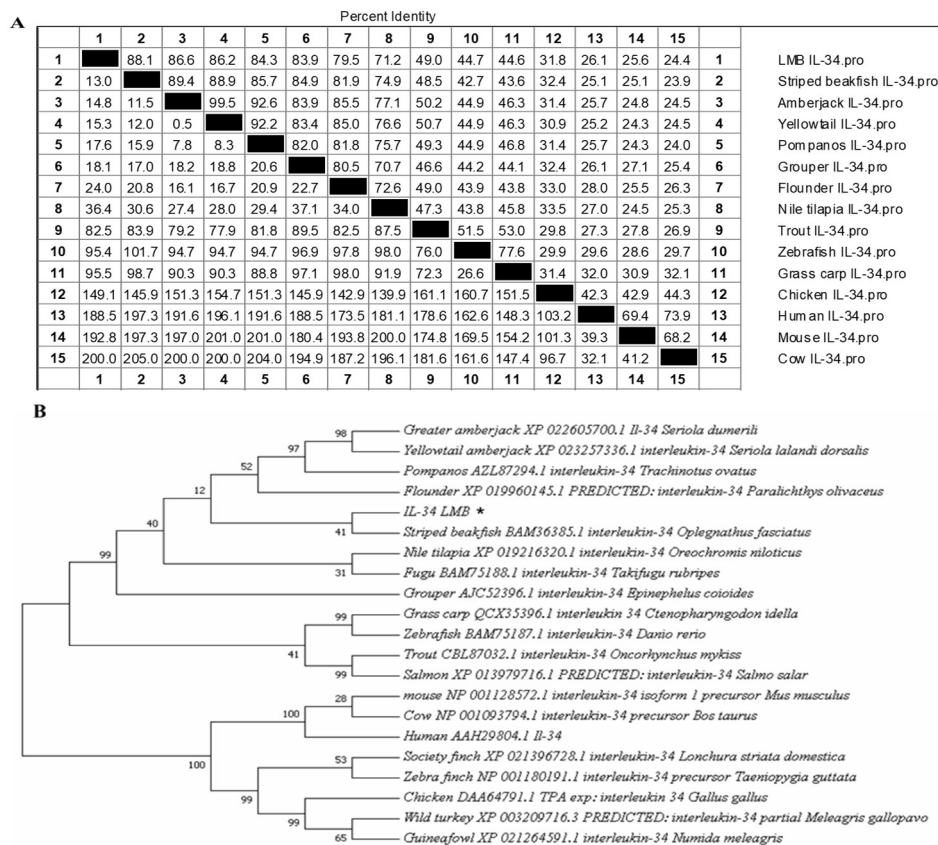 A
Percent Identity
1 2 3 4 5 6 7 8 9 10 11 12 13 14 15
1 88.1 86.6 86.2 84.3 83.9 79.5 71.2 49.0 44.7 44.6 31.8 26.1 25.6 24.4 1 LMB IL-34.pro
2 13.0 89.4 88.9 85.7 84.9 81.8 74.9 48.5 42.7 43.6 32.4 25.1 25.1 23.9 2 Striped beakfish IL-34.pro
3 14.8 11.5 99.5 92.6 83.9 85.5 77.1 50.2 44.9 46.3 31.4 25.7 24.8 24.5 3 Amberjack IL-34.pro
4 15.3 12.0 0.5 92.2 83.4 85.0 76.6 50.7 44.9 46.3 30.9 25.2 24.3 24.5 4 Yellowtail IL-34.pro
5 17.6 15.9 7.8 8.3 82.0 81.8 75.7 49.3 44.9 46.8 31.4 25.7 24.3 24.0 5 Pompanos IL-34.pro
6 18.1 17.0 18.2 18.8 20.6 80.5 70.7 46.6 44.2 44.1 32.4 26.1 27.1 25.4 6 Grouper IL-34.pro
7 24.0 20.8 16.1 16.7 20.9 22.7 72.6 49.0 43.9 43.8 33.0 28.0 25.5 26.3 7 Flounder IL-34.pro
8 36.4 30.6 27.4 28.0 29.4 37.1 34.0 47.3 43.8 45.8 33.5 27.0 24.5 25.3 8 Nile tilapia IL-34.pro
9 82.5 83.9 79.2 77.9 81.8 89.5 82.5 87.5 51.5 53.0 29.8 27.3 27.8 26.9 9 Trout IL-34.pro
10 95.4 101.7 94.7 94.7 94.7 96.9 97.8 98.0 76.0 77.6 29.9 29.6 28.6 29.7 10 Zebrafish IL-34.pro
11 95.5 98.7 90.3 90.3 88.8 97.1 98.0 91.9 72.3 26.6 31.4 32.0 30.9 32.1 11 Grass carp IL-34.pro
12 149.1 145.9 151.3 154.7 151.3 145.9 142.9 139.9 161.1 160.7 151.5 42.3 42.9 44.3 12 Chicken IL-34.pro
13 188.5 197.3 191.6 196.1 191.6 188.5 173.5 181.1 178.6 162.6 148.3 103.2 69.4 73.9 13 Human IL-34.pro
14 192.8 197.3 197.0 201.0 201.0 180.4 193.8 200.0 174.8 169.5 154.2 101.3 39.3 68.2 14 Mouse IL-34.pro
15 200.0 205.0 200.0 200.0 204.0 194.9 187.2 196.1 181.6 161.6 147.4 96.7 32.1 41.2 15 Cow IL-34.pro
1 2 3 4 5 6 7 8 9 10 11 12 13 14 15
B
98 Greater amberjack XP 022605700.1 Il-34 Seriola dumerili
97 Yellowtail amberjack XP 023257336.1 interleukin-34 Seriola lalandi dorsalis
52 Pompanos AZL87294.1 interleukin-34 Trachinotus ovatus
12 Flounder XP 019960145.1 PREDICTED: interleukin-34 Paralichthys olivaceus
IL-34 LMB *
40 41 Striped beakfish BAM36385.1 interleukin-34 Oplegnathus fasciatus
99 Nile tilapia XP 019216320.1 interleukin-34 Oreochromis niloticus
31 Fugu BAM75188.1 interleukin-34 Takifugu rubripes
Grouper AJC52396.1 interleukin-34 Epinephelus coioides
99 Grass carp QCX35396.1 interleukin 34 Ctenopharyngodon idella
Zebrafish BAM75187.1 interleukin-34 Danio rerio
41 Trout CBL87032.1 interleukin-34 Oncorhynchus mykiss
99 Salmon XP 013979716.1 PREDICTED: interleukin-34 Salmo salar
28 mouse NP 001128572.1 interleukin-34 isoform 1 precursor Mus musculus
100 Cow NP 001093794.1 interleukin-34 precursor Bos taurus
Human AAH29804.1 Il-34
100 53 Society finch XP 021396728.1 interleukin-34 Lonchura striata domestica
Zebra finch NP 001180191.1 interleukin-34 precursor Taeniopygia guttata
99 Chicken DAA64791.1 TPA exp: interleukin 34 Gallus gallus
99 Wild turkey XP 003209716.3 PREDICTED: interleukin-34 partial Meleagris gallopavo
65 Guineafowl XP 021264591.1 interleukin-34 Numida meleagris